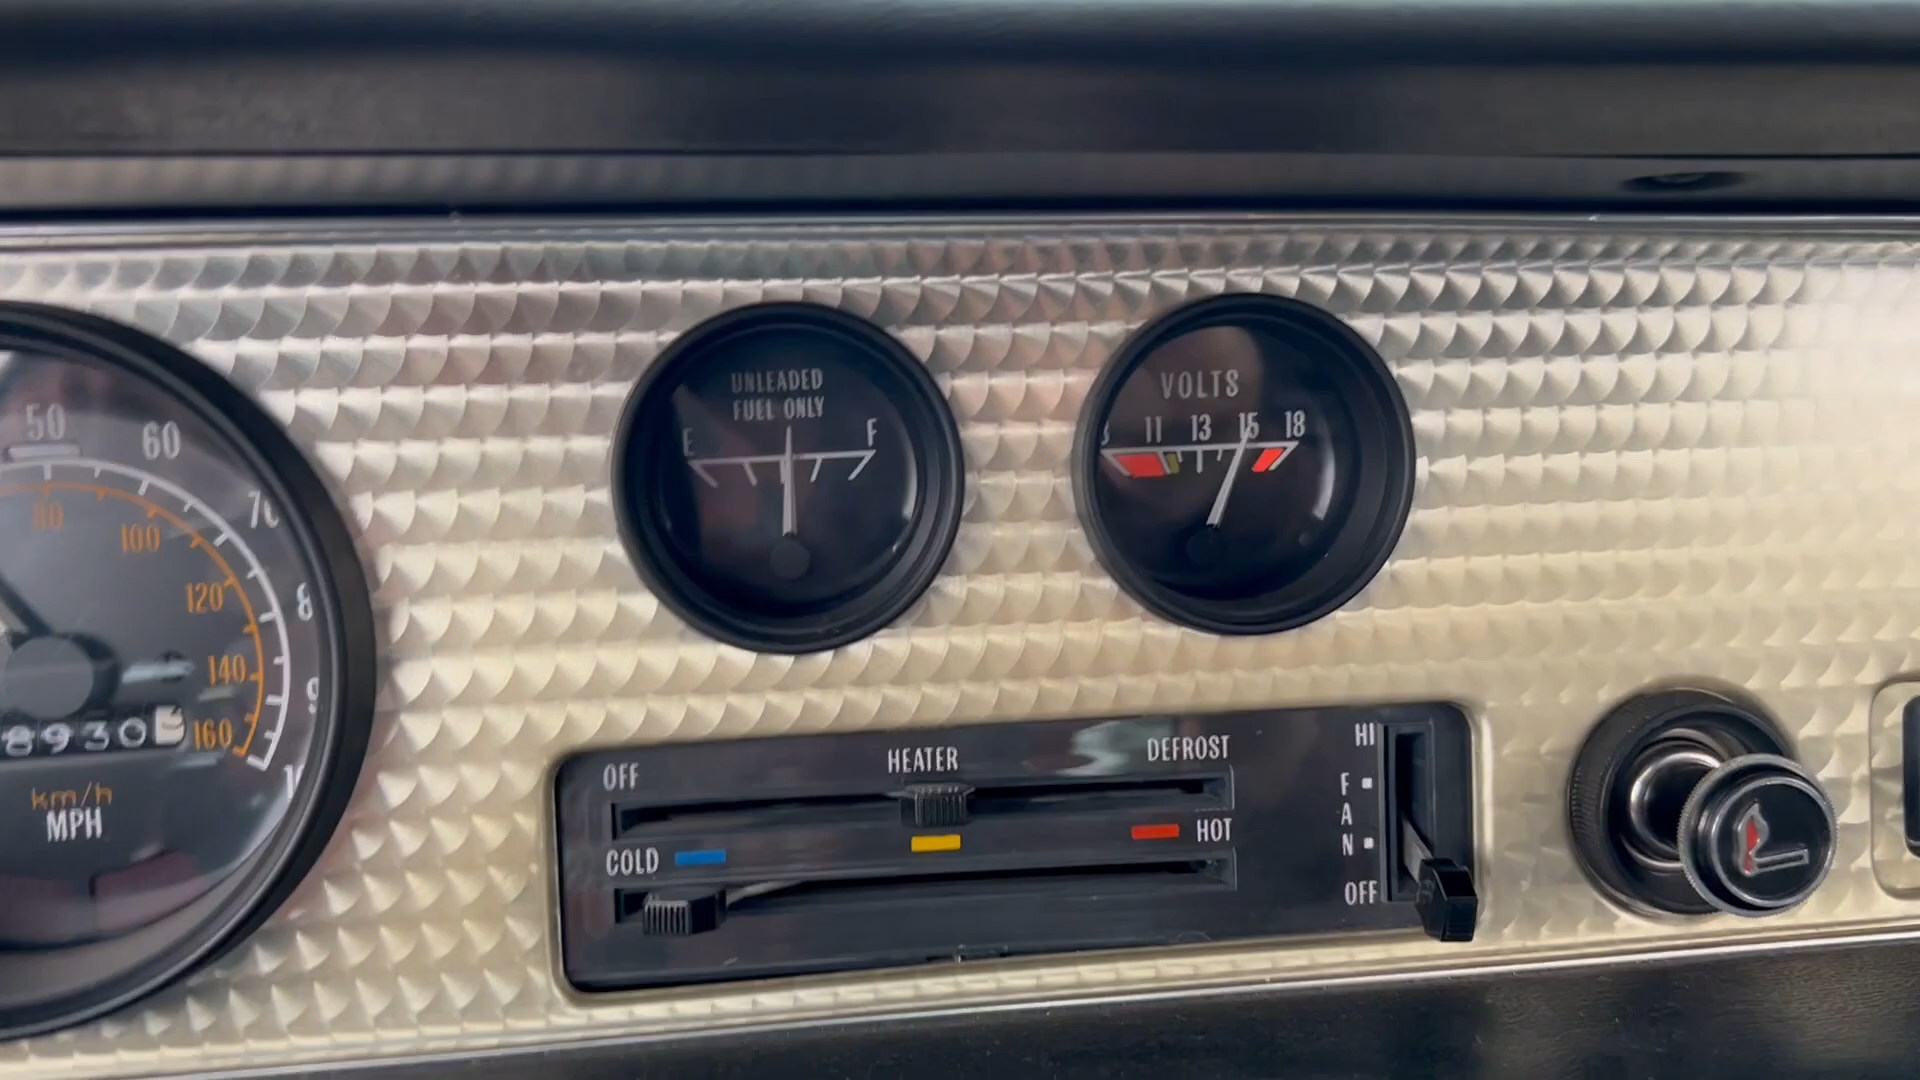 50
60
80
100
120
140
160
8930
km/h
MPH
UNLEADED
FUEL ONLY
E F
VOLTS
11 13 15 18
OFF HEATER DEFROST
COLD HOT
HI
FAN
OFF